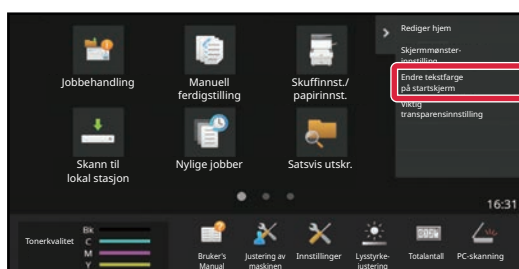 Rediger hjem
Skjermmønster-
innstilling
Endre tekstfarge
på startskjerm
Viktig
transparensinnstilling
Jobbehandling
Manuell
ferdigstilling
Skuffinnst./
papirinnst.
Skann til
lokal stasjon
Nylige jobber
Satsvis utskr.
16:31
Tonerkvalitet
Bk
C
M
Y
Bruker's
Manual
Justering av
maskinen
Innstillinger
Lysstyrke-
justering
Totalantall
PC-skanning